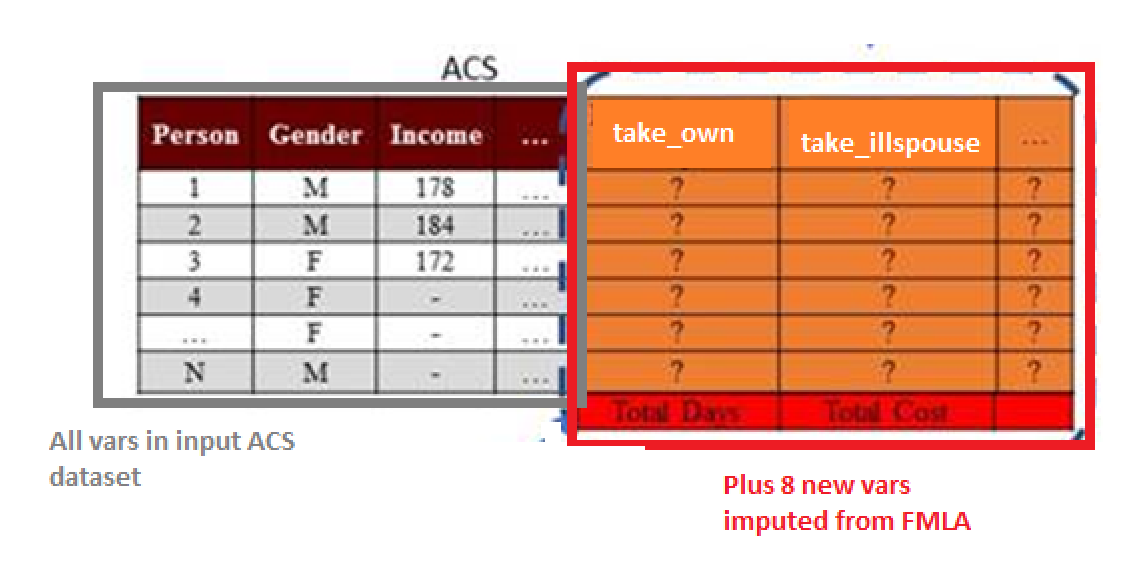 ACS
Person Gender Income ... take_own take_illspouse ...
1 M 178 ... ? ? ?
2 M 184 ... ? ? ?
3 F 172 ... ? ? ?
4 F - ... ? ? ?
... F - ... ? ? ?
N M - ... ? ? ?
Total Days Total Cost
All vars in input ACS
dataset
Plus 8 new vars
imputed from FMLA